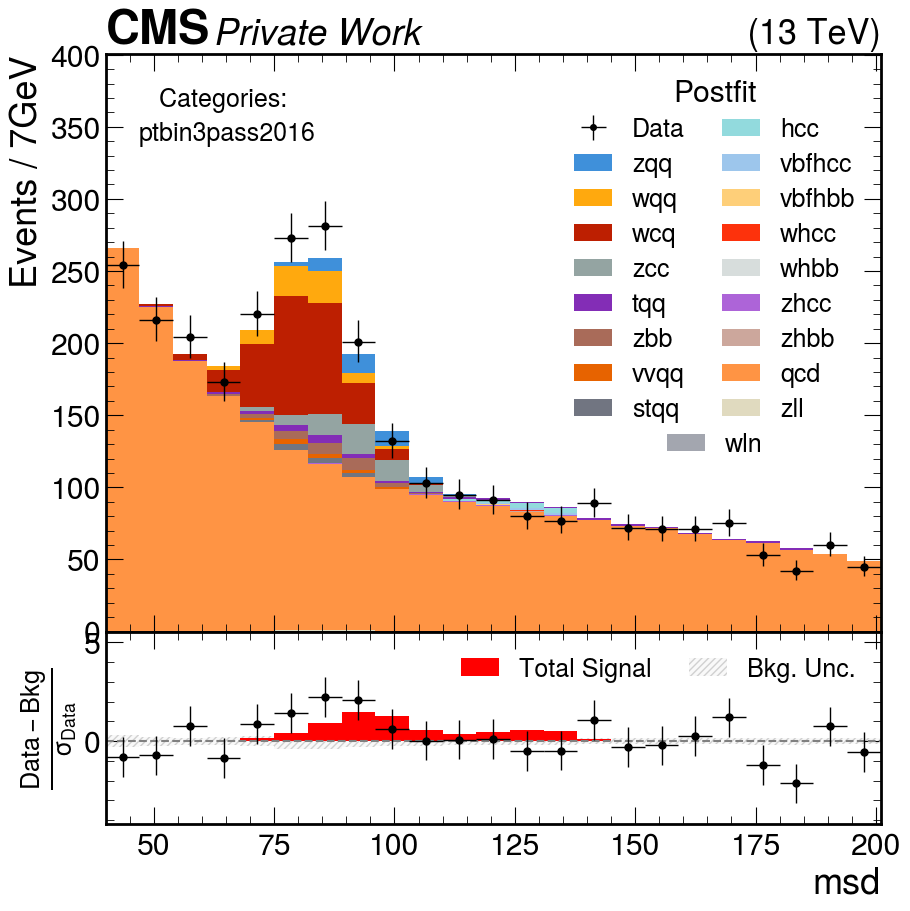 CMS Private Work (13 TeV)
Events / 7GeV
400
350
300
250
200
150
100
50
0
Categories:
ptbin3pass2016
Postfit
Data hcc
zqq vbfhcc
wqq vbfhbb
wcq whcc
zcc whbb
tqq zhcc
zbb zhbb
vvqq qcd
stqq zll
wln
Data – Bkg
σData
5
0
Total Signal Bkg. Unc.
50 75 100 125 150 175 200
msd